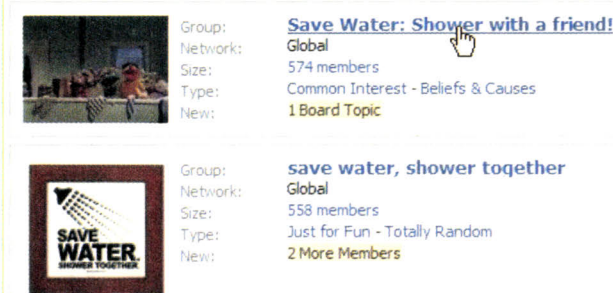 Group: Save Water: Shower with a friend!
Network: Global
Size: 574 members
Type: Common Interest - Beliefs & Causes
New: 1 Board Topic
Group: save water, shower together
Network: Global
Size: 558 members
Type: Just for Fun - Totally Random
New: 2 More Members
SAVE
WATER.
SHOWER TOGETHER.